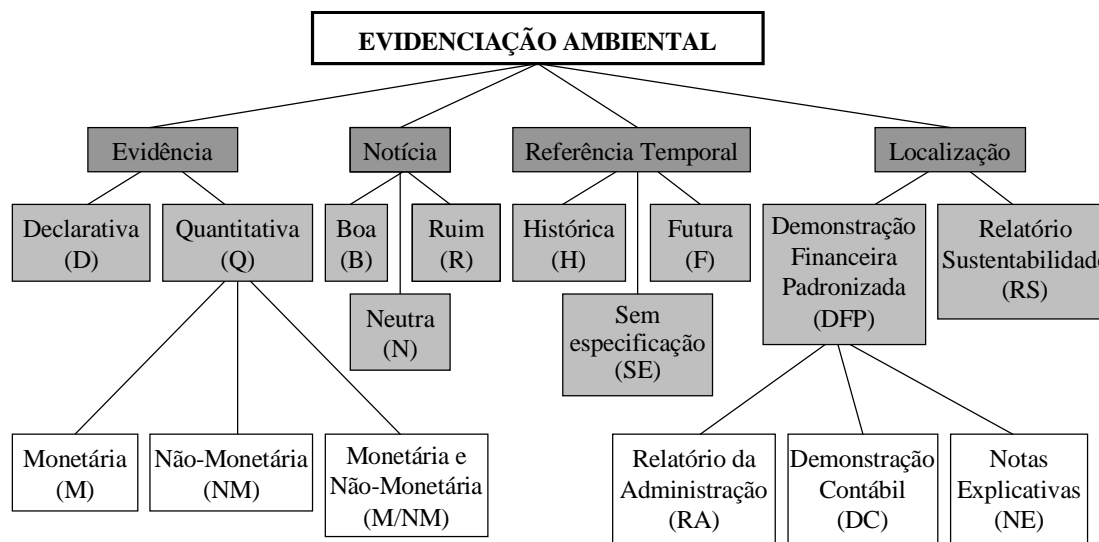 EVIDENCIAÇÃO AMBIENTAL
Evidência
Notícia
Referência Temporal
Localização
Declarativa
(D)
Quantitativa
(Q)
Boa
(B)
Ruim
(R)
Neutra
(N)
Histórica
(H)
Futura
(F)
Sem
especificação
(SE)
Demonstração
Financeira
Padronizada
(DFP)
Relatório
Sustentabilidade
(RS)
Monetária
(M)
Não-Monetária
(NM)
Monetária e
Não-Monetária
(M/NM)
Relatório da
Administração
(RA)
Demonstração
Contábil
(DC)
Notas
Explicativas
(NE)